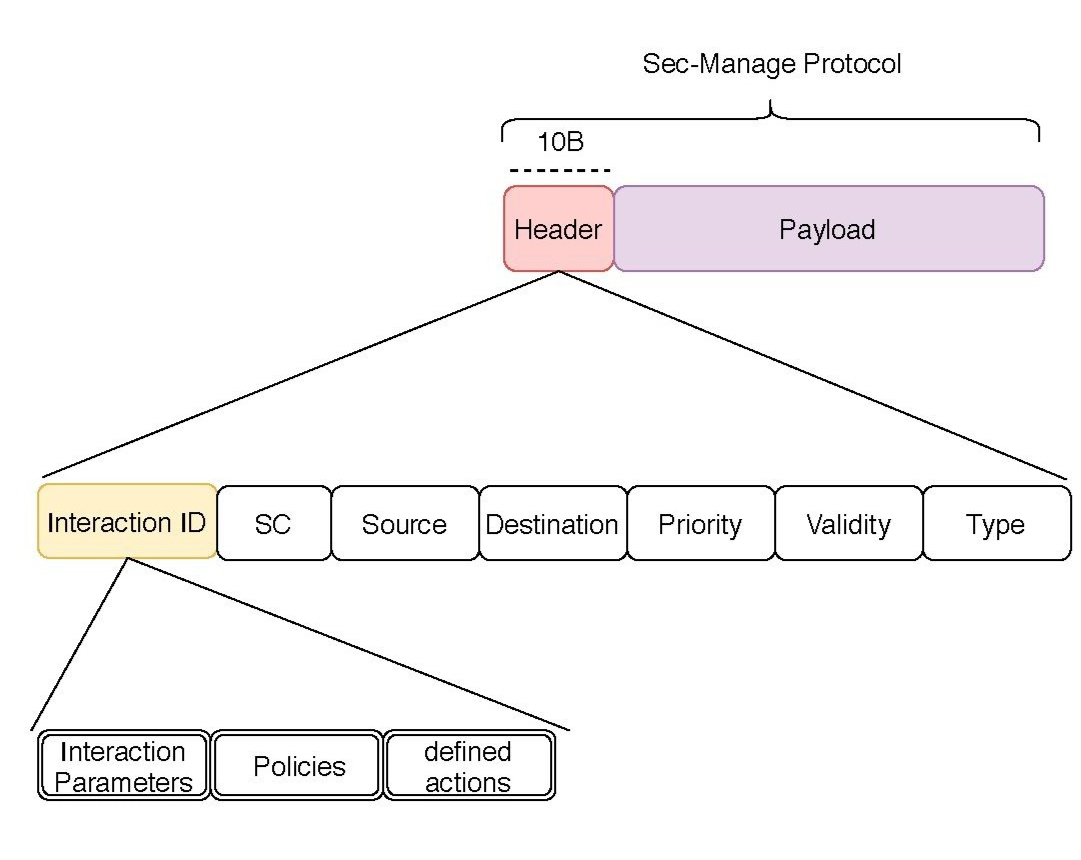 Sec-Manage Protocol
10B
Header
Payload
Interaction ID
SC
Source
Destination
Priority
Validity
Type
Interaction
Parameters
Policies
defined
actions